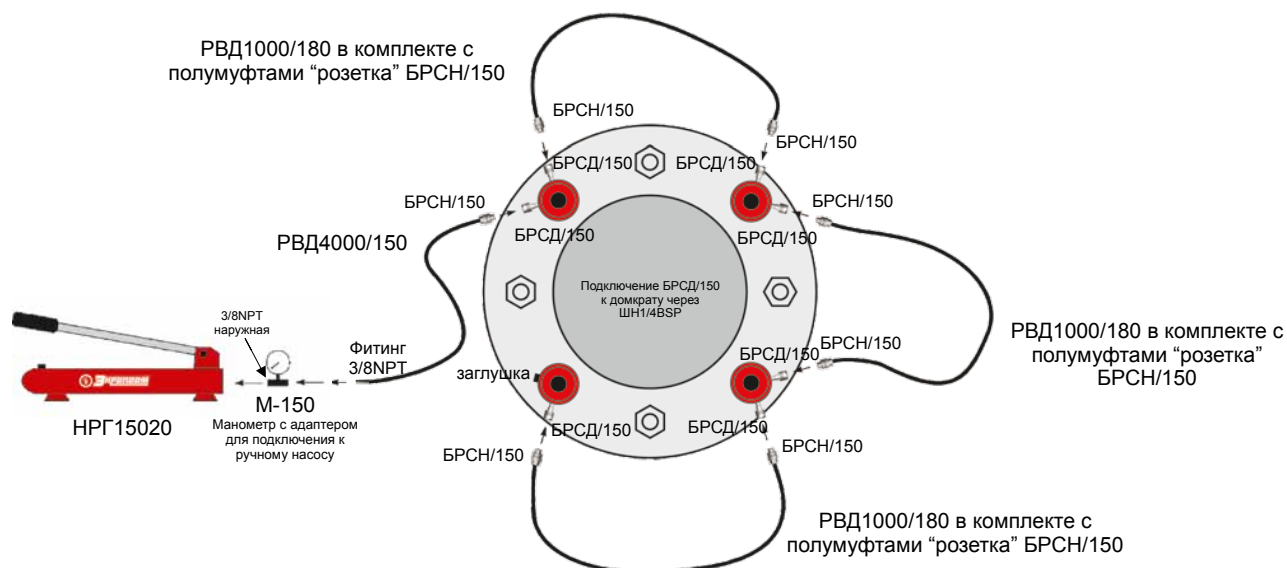 РВД1000/180 в комплекте с
полумуфтами “розетка” БРСН/150
БРСН/150
БРСН/150
БРСД/150
БРСД/150
БРСН/150
БРСН/150
РВД4000/150
БРСД/150
БРСД/150
Подключение БРСД/150
к домкрату через
ШН1/4BSP
3/8NPT
наружная
Фитинг
3/8NPT
М-150
Манометр с адаптером
для подключения к
ручному насосу
НРГ15020
Энерпром
РВД1000/180 в комплекте с
полумуфтами “розетка”
БРСН/150
БРСН/150
БРСД/150
заглушка
БРСД/150
БРСД/150
БРСН/150
БРСН/150
РВД1000/180 в комплекте с
полумуфтами “розетка” БРСН/150